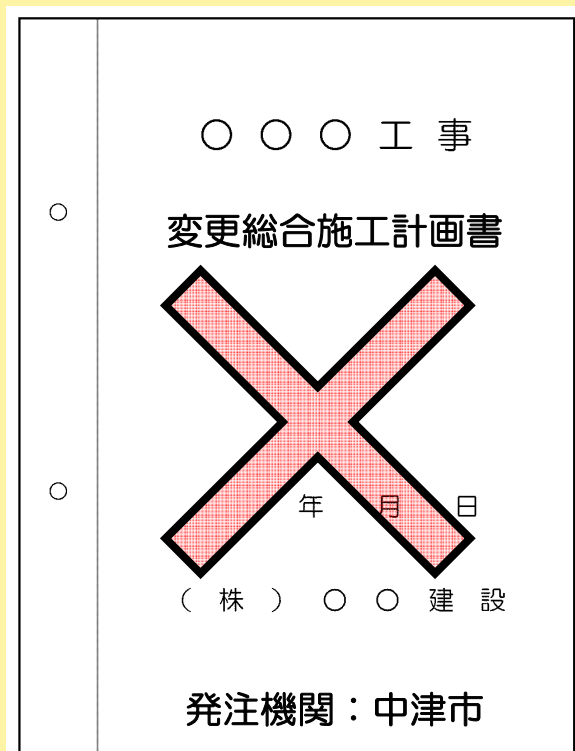 ○○○工事
変更総合施工計画書
年 月 日
（株）○○建設
発注機関：中津市